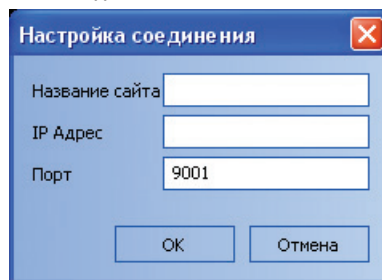 Настройка соединения
Название сайта
IP Адрес
Порт 9001
OK Отмена